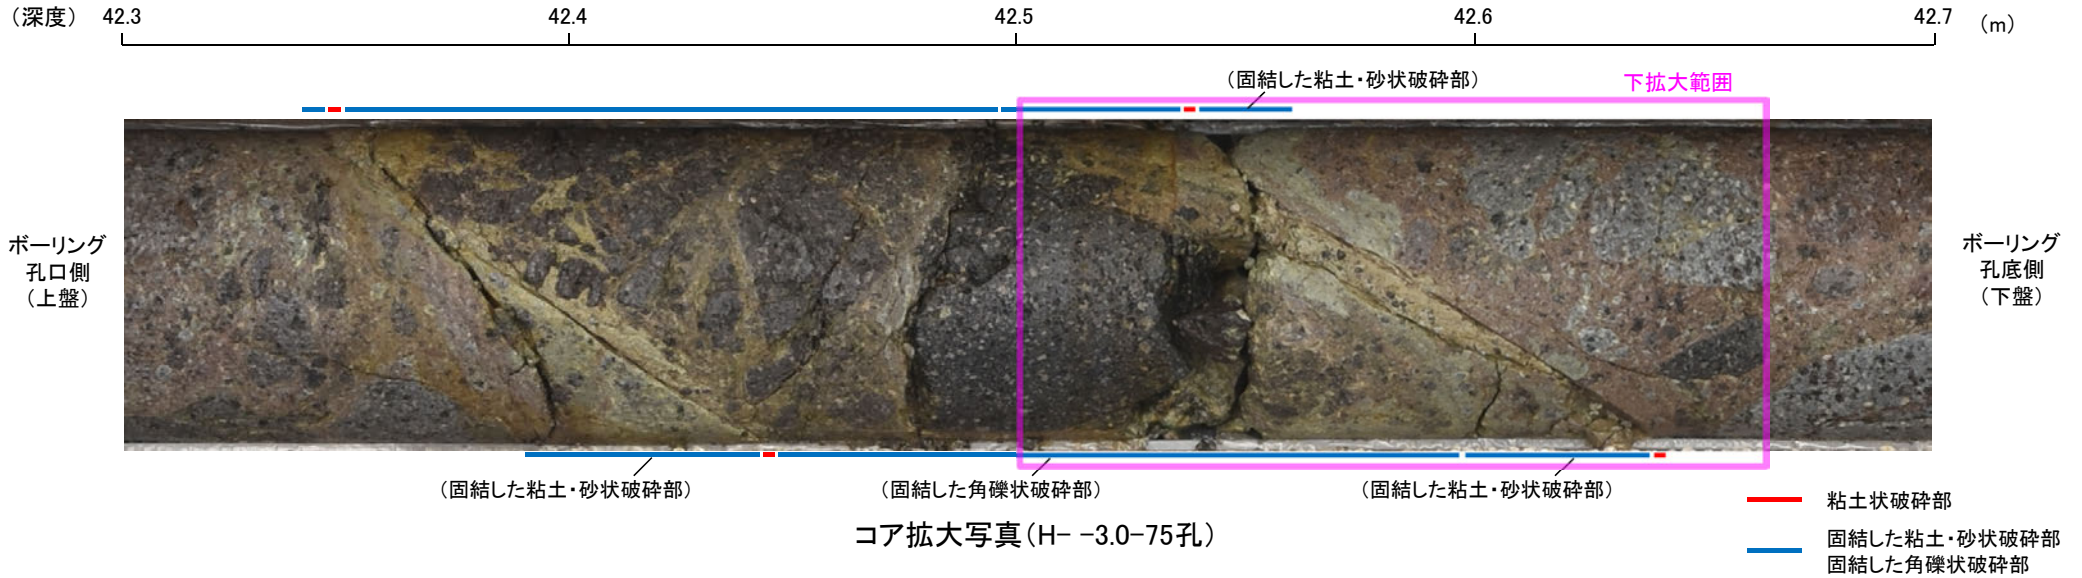 （深度） 42.3 42.4 42.5 42.6 42.7 （m）
（固結した粘土・砂状破砕部）
下拡大範囲
ボーリング
孔口側
（上盤）
ボーリング
孔底側
（下盤）
（固結した粘土・砂状破砕部）
（固結した角礫状破砕部）
（固結した粘土・砂状破砕部）
コア拡大写真（H- -3.0-75孔）
粘土状破砕部
固結した粘土・砂状破砕部
固結した角礫状破砕部